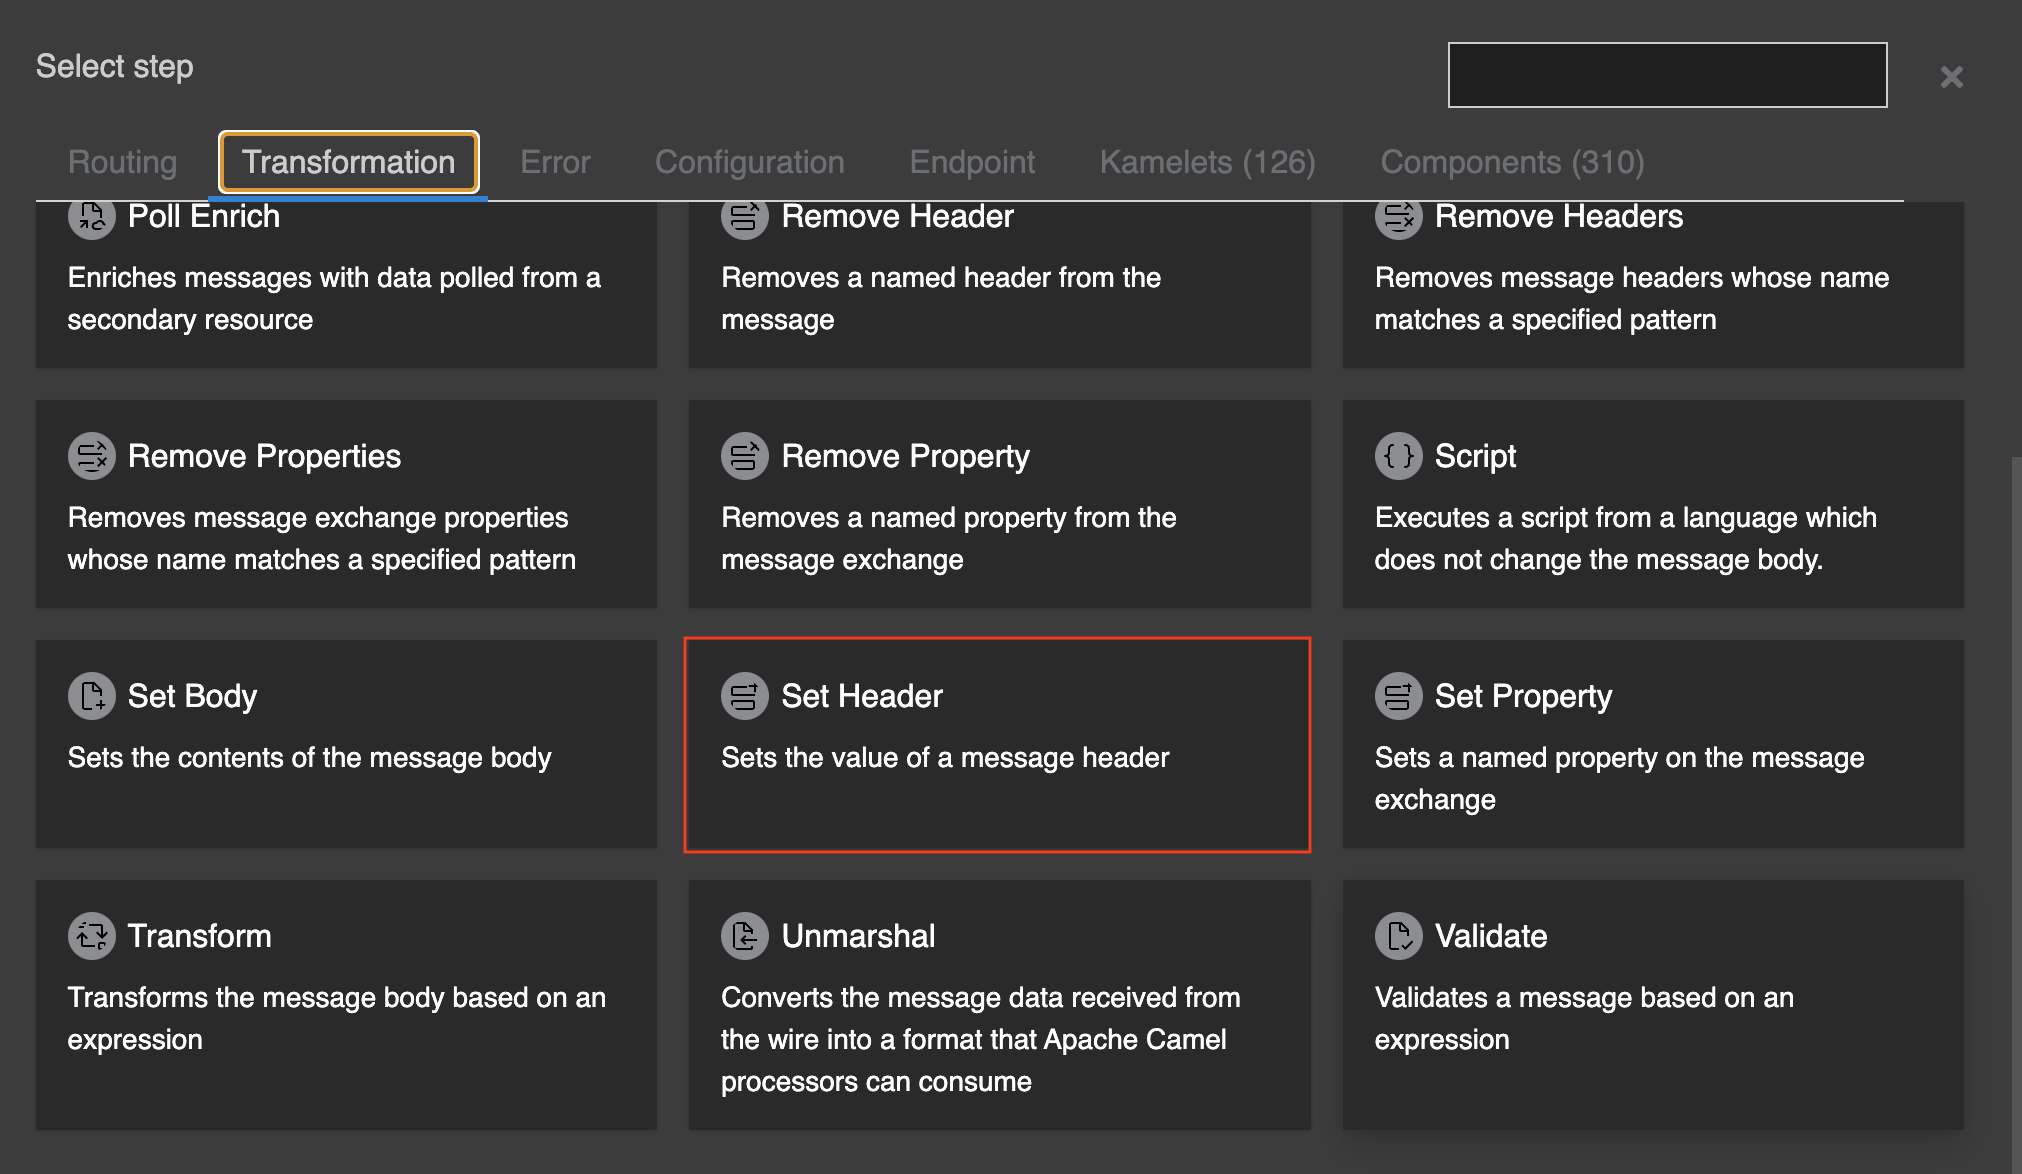 Select step
Routing
Transformation
Error
Configuration
Endpoint
Kamelets (126)
Components (310)
Poll Enrich
Enriches messages with data polled from a
secondary resource
Remove Header
Removes a named header from the
message
Remove Headers
Removes message headers whose name
matches a specified pattern
Remove Properties
Removes message exchange properties
whose name matches a specified pattern
Remove Property
Removes a named property from the
message exchange
Script
Executes a script from a language which
does not change the message body.
Set Body
Sets the contents of the message body
Set Header
Sets the value of a message header
Set Property
Sets a named property on the message
exchange
Transform
Transforms the message body based on an
expression
Unmarshal
Converts the message data received from
the wire into a format that Apache Camel
processors can consume
Validate
Validates a message based on an
expression